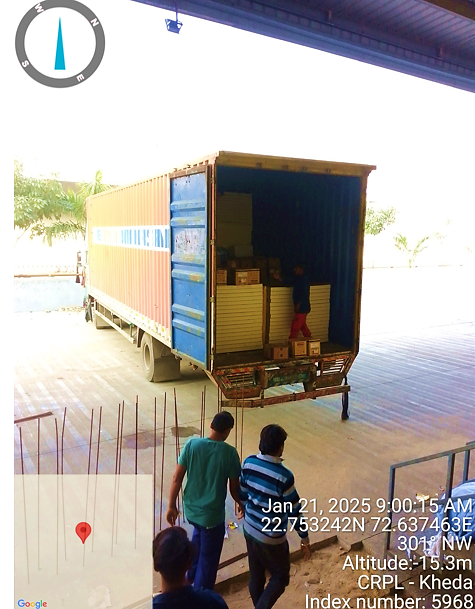 W
N
S
E
Jan 21, 2025 9:00:15 AM
22.753242N 72.637463E
301° NW
Altitude:-15.3m
CRPL - Kheda
Index number: 5968
Google